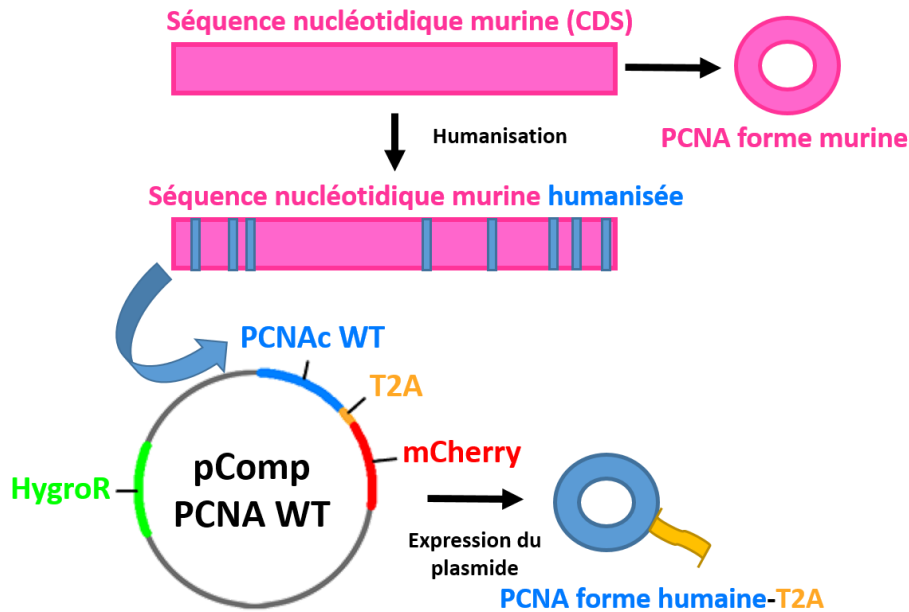 Séquence nucléotidique murine (CDS)
PCNA forme murine
Humanisation
Séquence nucléotidique murine humanisée
PCNAc WT
T2A
mCherry
HygroR
pComp
PCNA WT
Expression du
plasmide
PCNA forme humaine-T2A